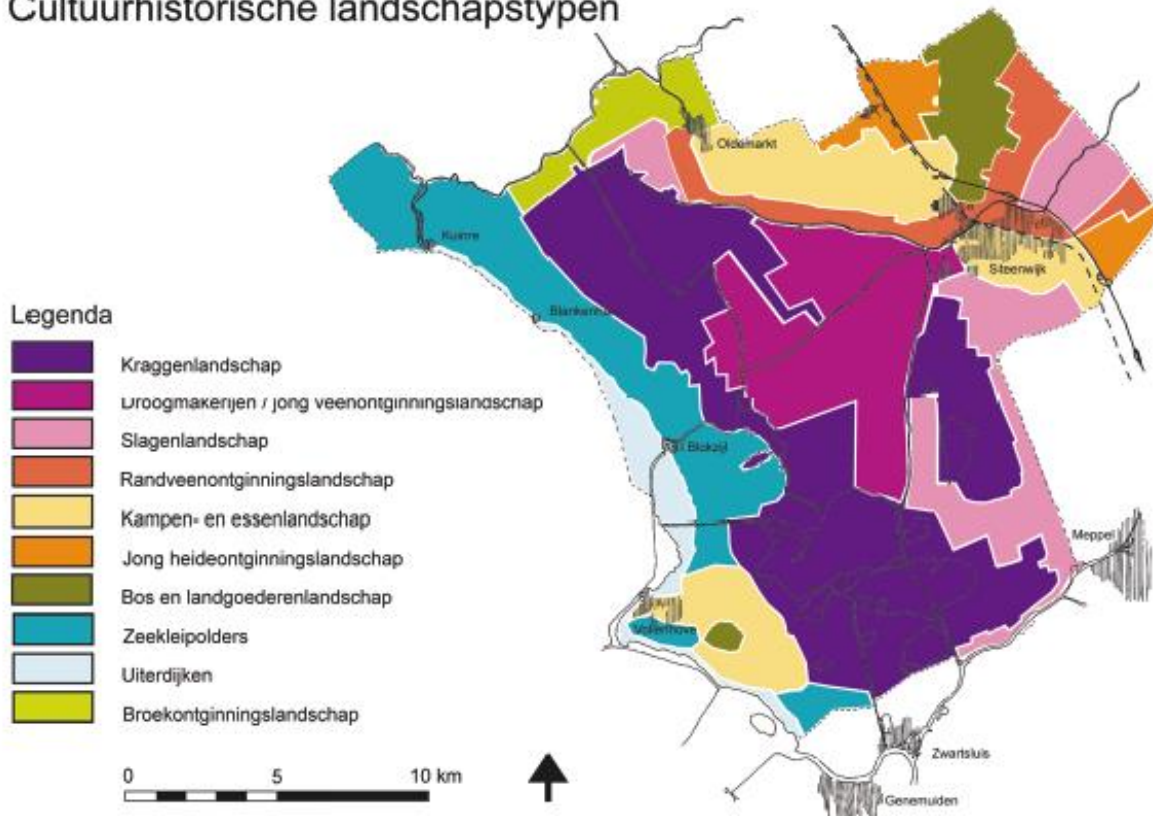 Cultuurhistorische landschapstypen
Oldemarkt
Kuinre
Steenwijk
Legenda
Kraggenlandschap
Droogmakerijen / jong veenontginningslandschap
Slagenlandschap
Randveenontginningslandschap
Kampen- en essenlandschap
Jong heideontginningslandschap
Bos en landgoederenlandschap
Zeekleipolders
Uiterdijken
Broekontginningslandschap
Blokzijl
Meppel
Vollenhove
Zwartsluis
Genemuiden
0 5 10 km